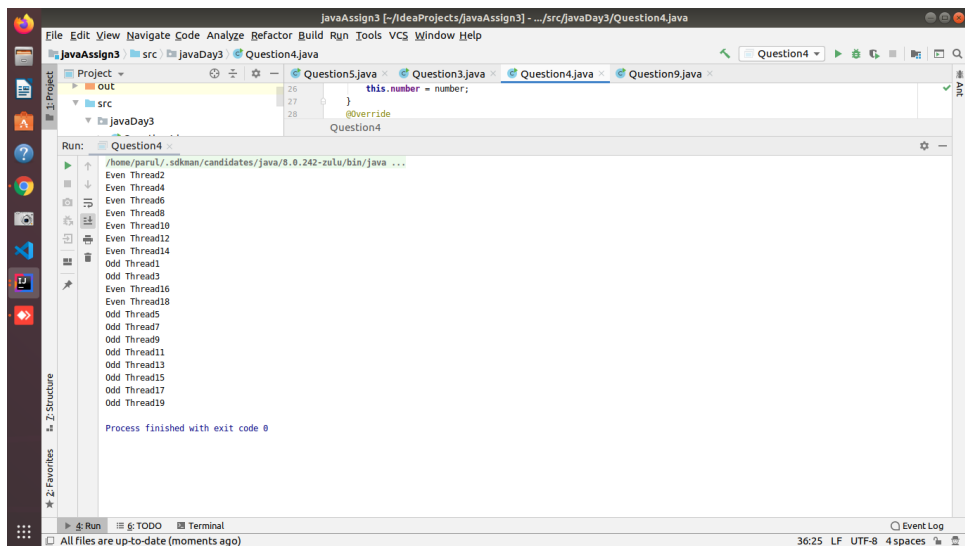 javaAssign3 [~/IdeaProjects/javaAssign3] - .../src/javaDay3/Question4.java
File Edit View Navigate Code Analyze Refactor Build Run Tools VCS Window Help
javaAssign3 src javaDay3 Question4.java Question4
1: Project
Project
Question5.java Question3.java Question4.java Question9.java
Ant
out
src
javaDay3
26 this.number = number;
27 }
28 @Override
Question4
Run: Question4
/home/parul/.sdkman/candidates/java/8.0.242-zulu/bin/java ...
Even Thread2
Even Thread4
Even Thread6
Even Thread8
Even Thread10
Even Thread12
Even Thread14
Odd Thread1
Odd Thread3
Even Thread16
Even Thread18
Odd Thread5
Odd Thread7
Odd Thread9
Odd Thread11
Odd Thread13
Odd Thread15
Odd Thread17
Odd Thread19
Process finished with exit code 0
7: Structure
2: Favorites
4: Run 6: TODO Terminal Event Log
All files are up-to-date (moments ago) 36:25 LF UTF-8 4 spaces